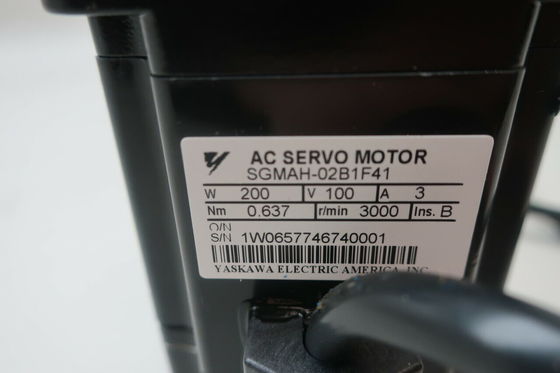 AC SERVO MOTOR
SGMAH-02B1F41
W 200 V 100 A 3
Nm 0.637 r/min 3000 Ins. B
O/N
S/N 1W0657746740001
YASKAWA ELECTRIC AMERICA, INC